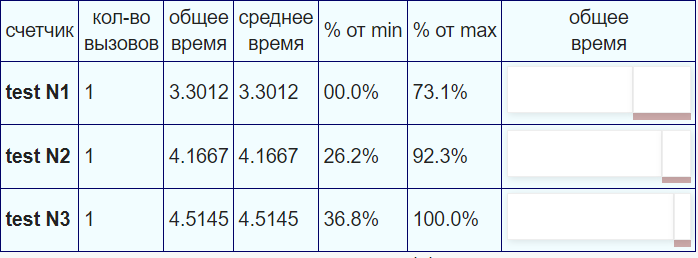 счетчик кол-во вызовов общее время среднее время % от min % от max общее время
test N1 1 3.3012 3.3012 00.0% 73.1%
test N2 1 4.1667 4.1667 26.2% 92.3%
test N3 1 4.5145 4.5145 36.8% 100.0%